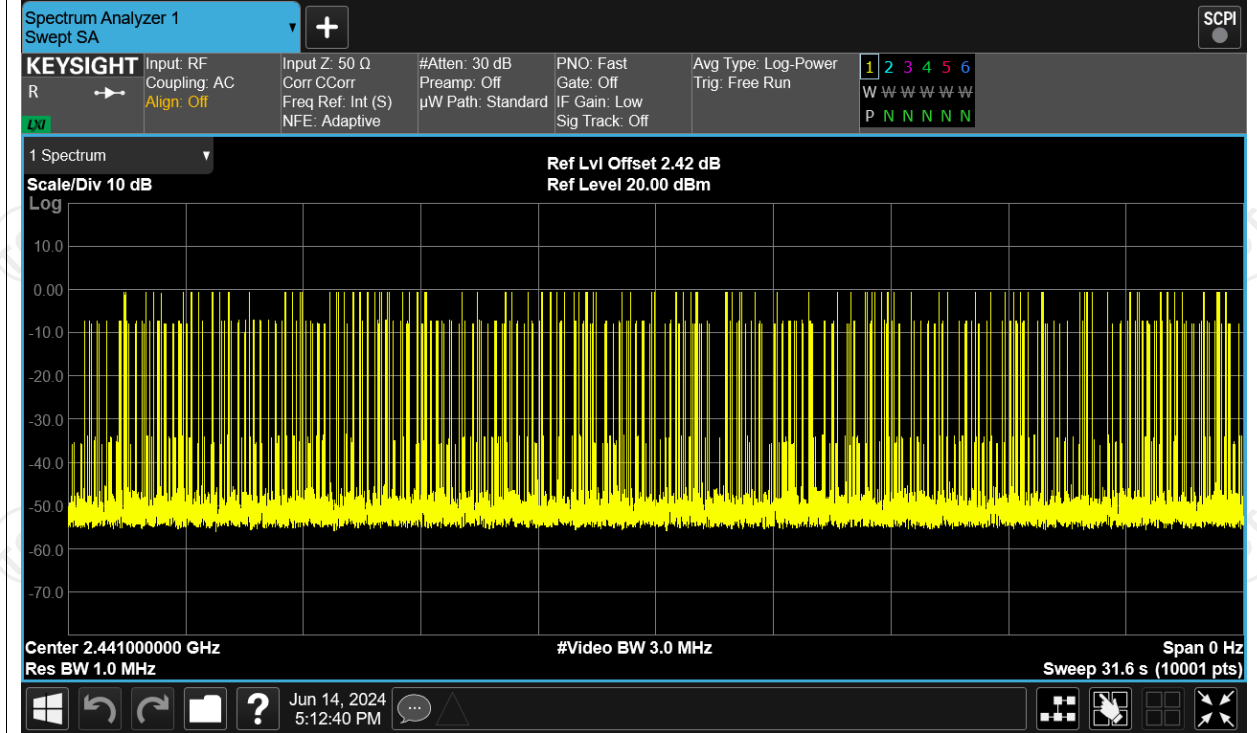 Spectrum Analyzer 1
Swept SA
SCPI
KEYSIGHT
R
LXI
Input: RF
Coupling: AC
Align: Off
Input Z: 50 Ω
Corr CCorr
Freq Ref: Int (S)
NFE: Adaptive
#Atten: 30 dB
Preamp: Off
µW Path: Standard
PNO: Fast
Gate: Off
IF Gain: Low
Sig Track: Off
Avg Type: Log-Power
Trig: Free Run
1 2 3 4 5 6
W W W W W W
P N N N N N
1 Spectrum
Scale/Div 10 dB
Ref Lvl Offset 2.42 dB
Ref Level 20.00 dBm
Log
10.0
0.00
-10.0
-20.0
-30.0
-40.0
-50.0
-60.0
-70.0
Center 2.441000000 GHz
#Video BW 3.0 MHz
Span 0 Hz
Res BW 1.0 MHz
Sweep 31.6 s (10001 pts)
?
Jun 14, 2024
5:12:40 PM